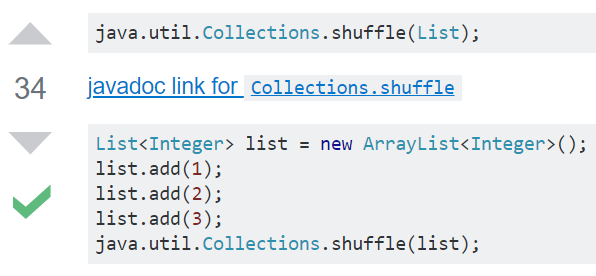 java.util.Collections.shuffle(List);
34
javadoc link for Collections.shuffle
List<Integer> list = new ArrayList<Integer>();
list.add(1);
list.add(2);
list.add(3);
java.util.Collections.shuffle(list);